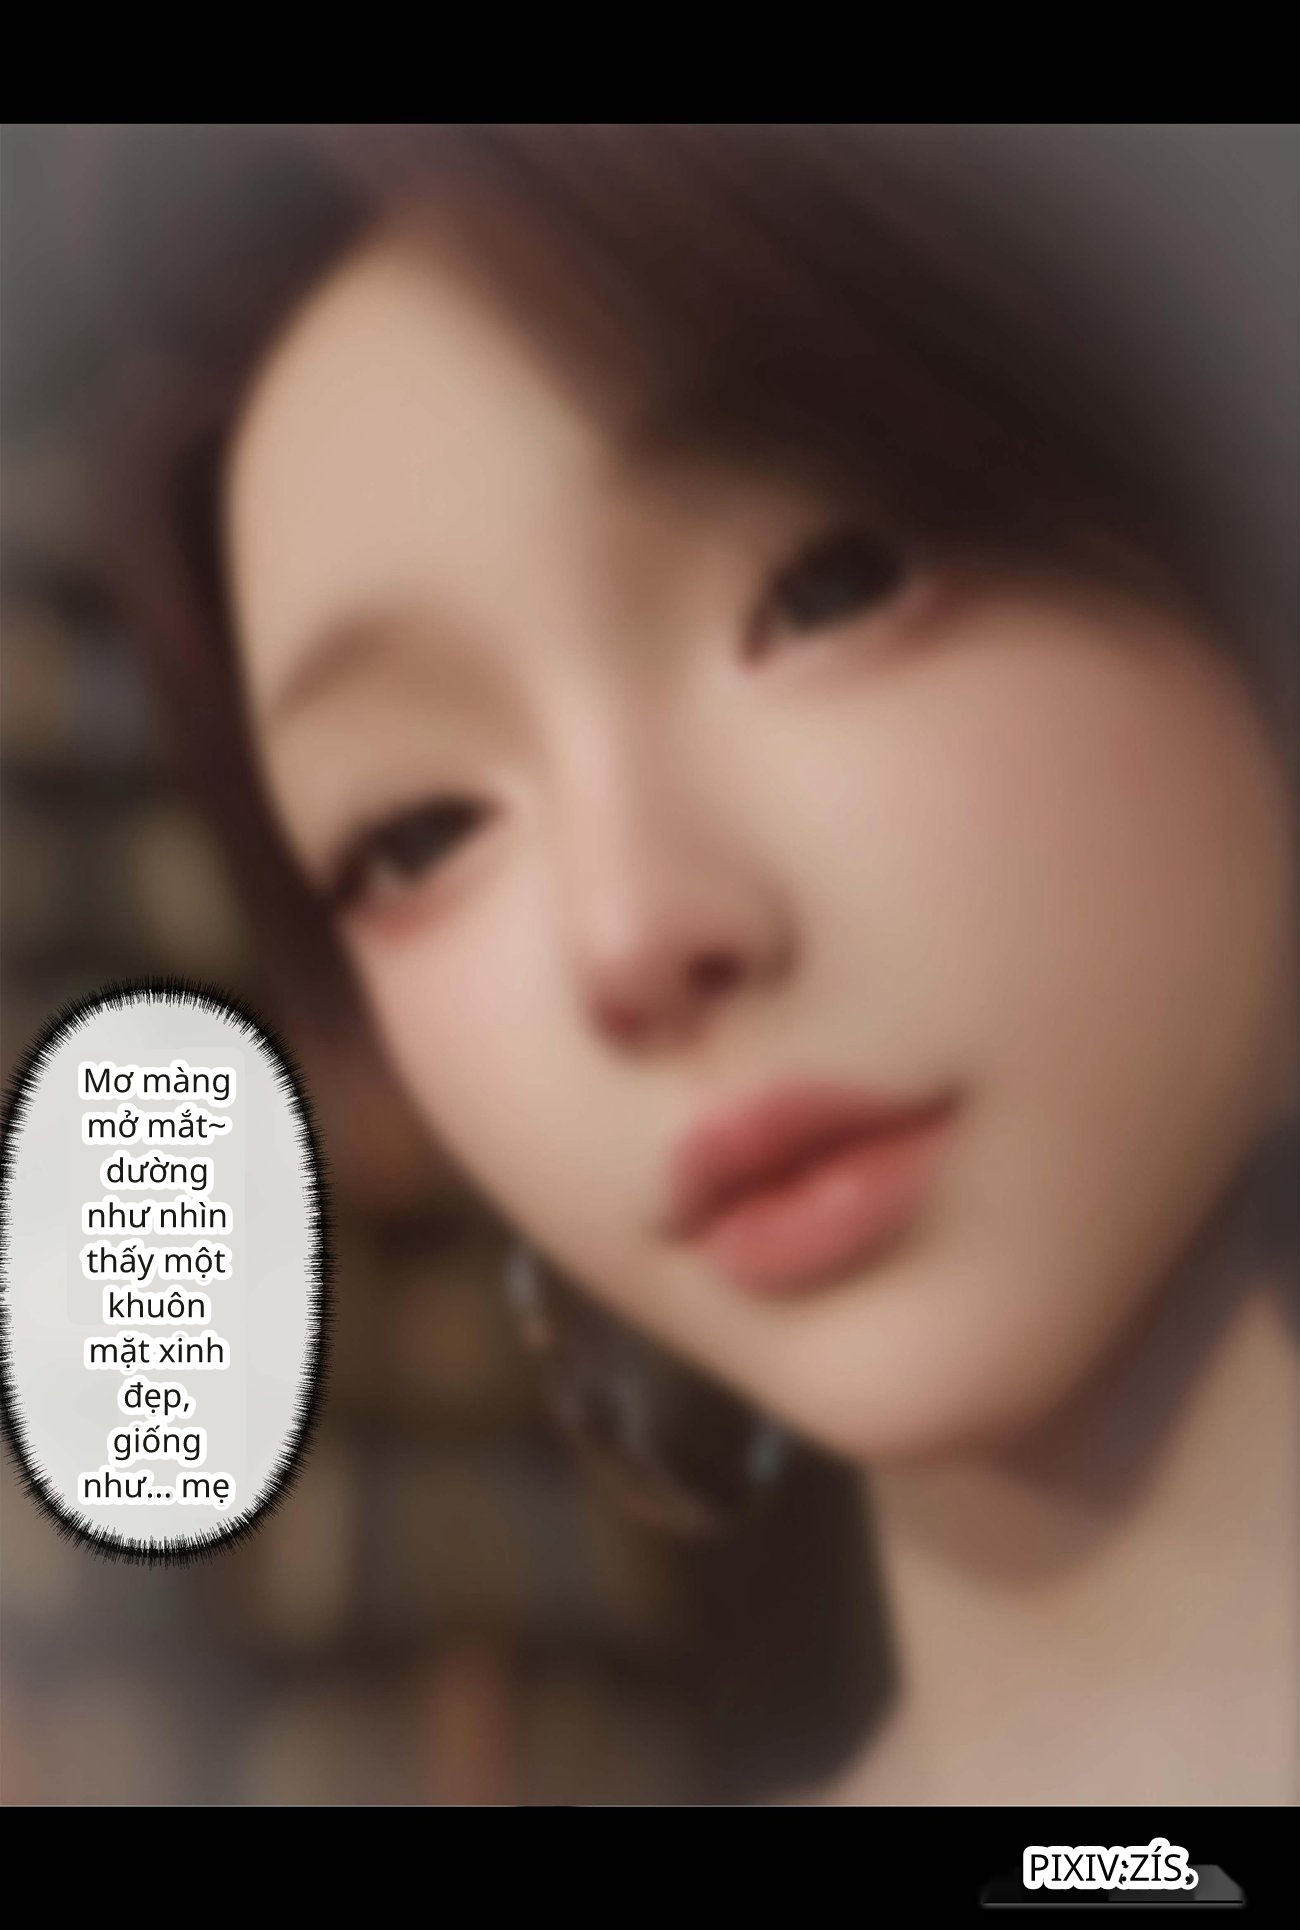 Mơ màng
mở mắt~
dường
như nhìn
thấy một
khuôn
mặt xinh
đẹp,
giống
như... mẹ
PIXIV:ZÍS,